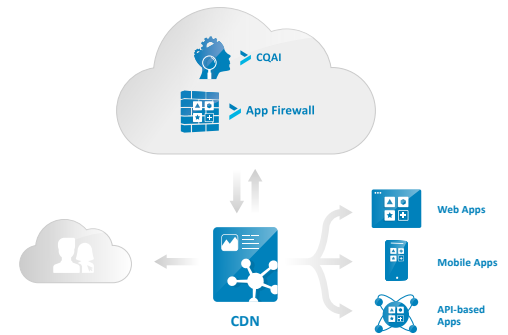 CQAI
App Firewall
Web Apps
Mobile Apps
API-based
Apps
CDN